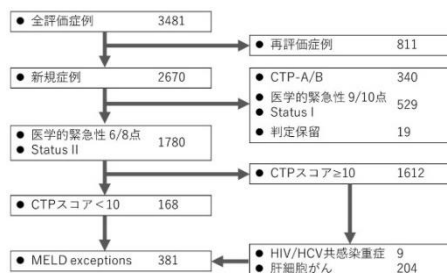 ● 全評価症例 3481
● 再評価症例 811
● 新規症例 2670
● CTP-A/B 340
● 医学的緊急性 9/10点
● Status I 529
● 判定保留 19
● 医学的緊急性 6/8点
● Status II 1780
● CTPスコア≥10 1612
● CTPスコア<10 168
● HIV/HCV共感染重症 9
● 肝細胞がん 204
● MELD exceptions 381